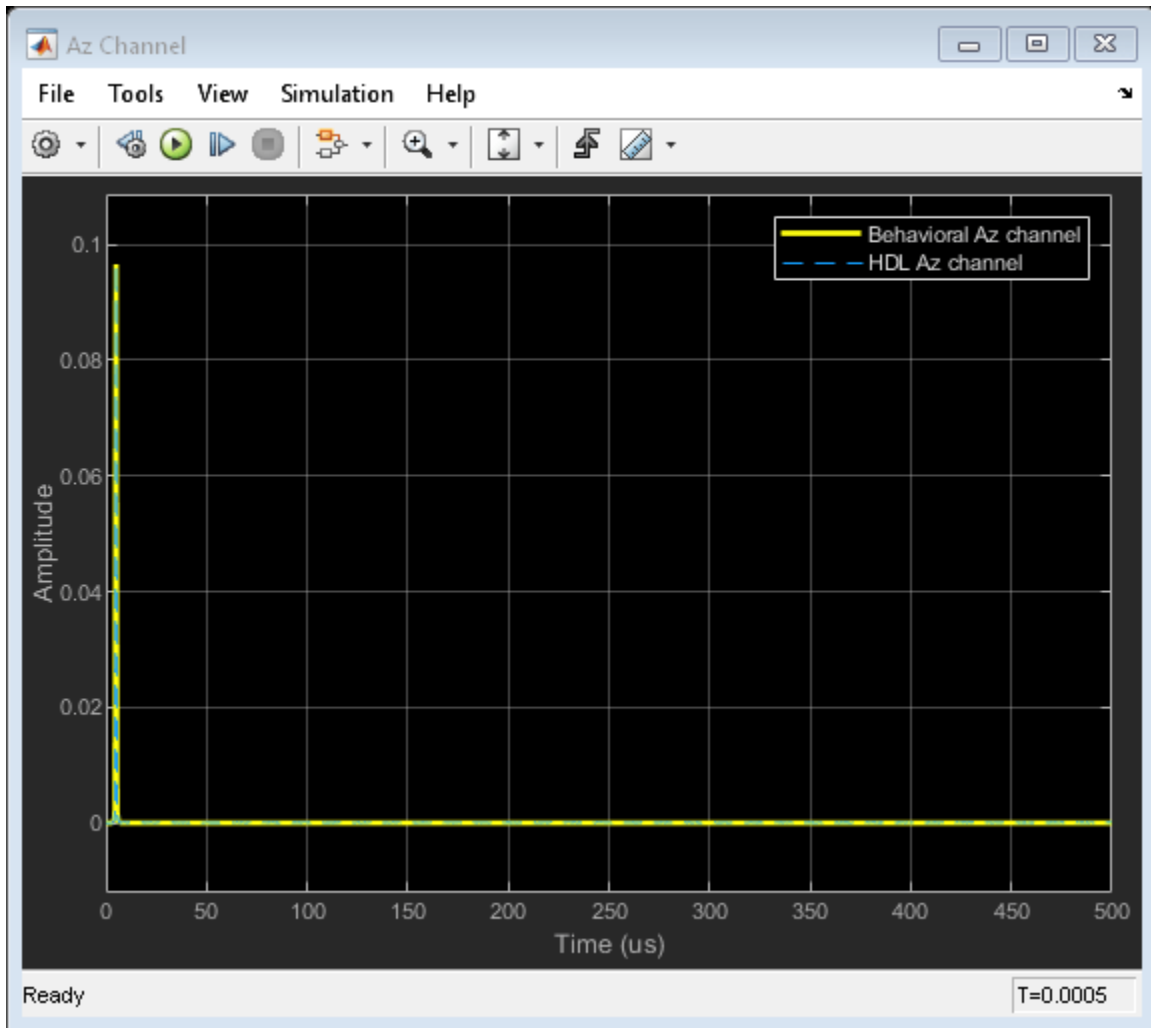 Az Channel
File Tools View Simulation Help
Behavioral Az channel
HDL Az channel
0.1
0.08
0.06
0.04
0.02
0
Amplitude
0 50 100 150 200 250 300 350 400 450 500
Time (us)
Ready T=0.0005